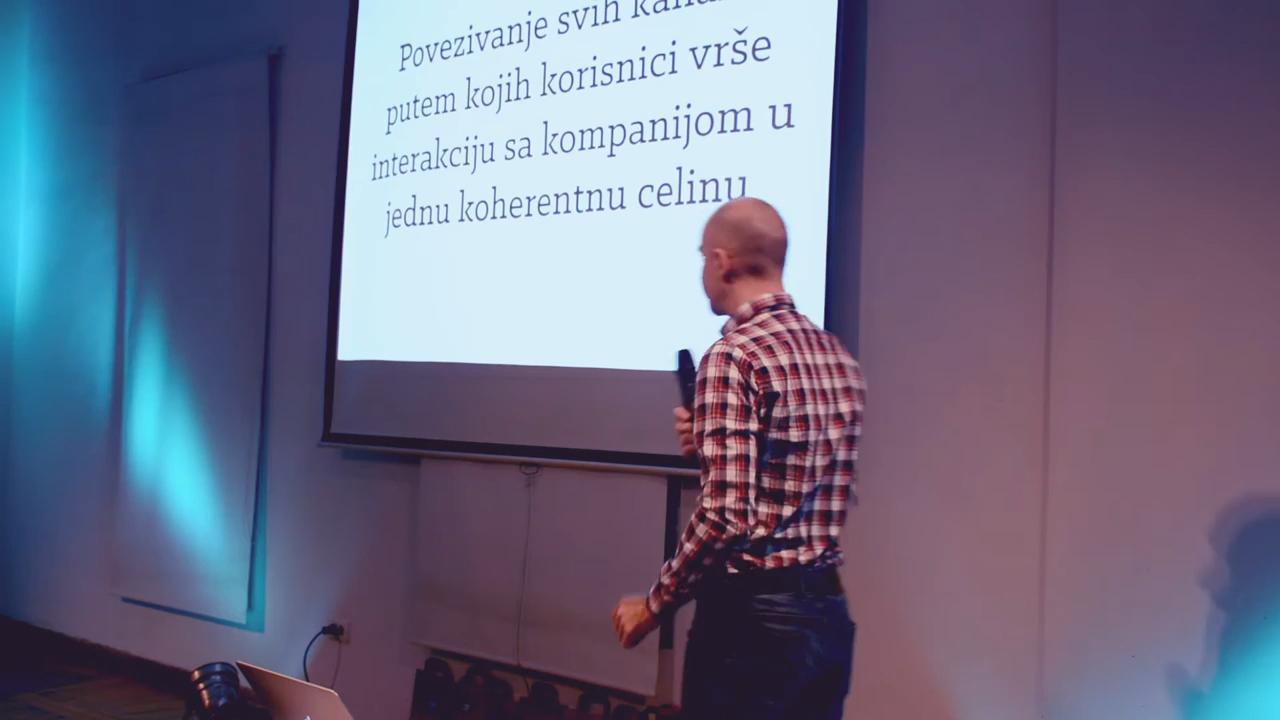 Povezivanje svih
putem kojih korisnici vrše
interakciju sa kompanijom u
jednu koherentnu celinu